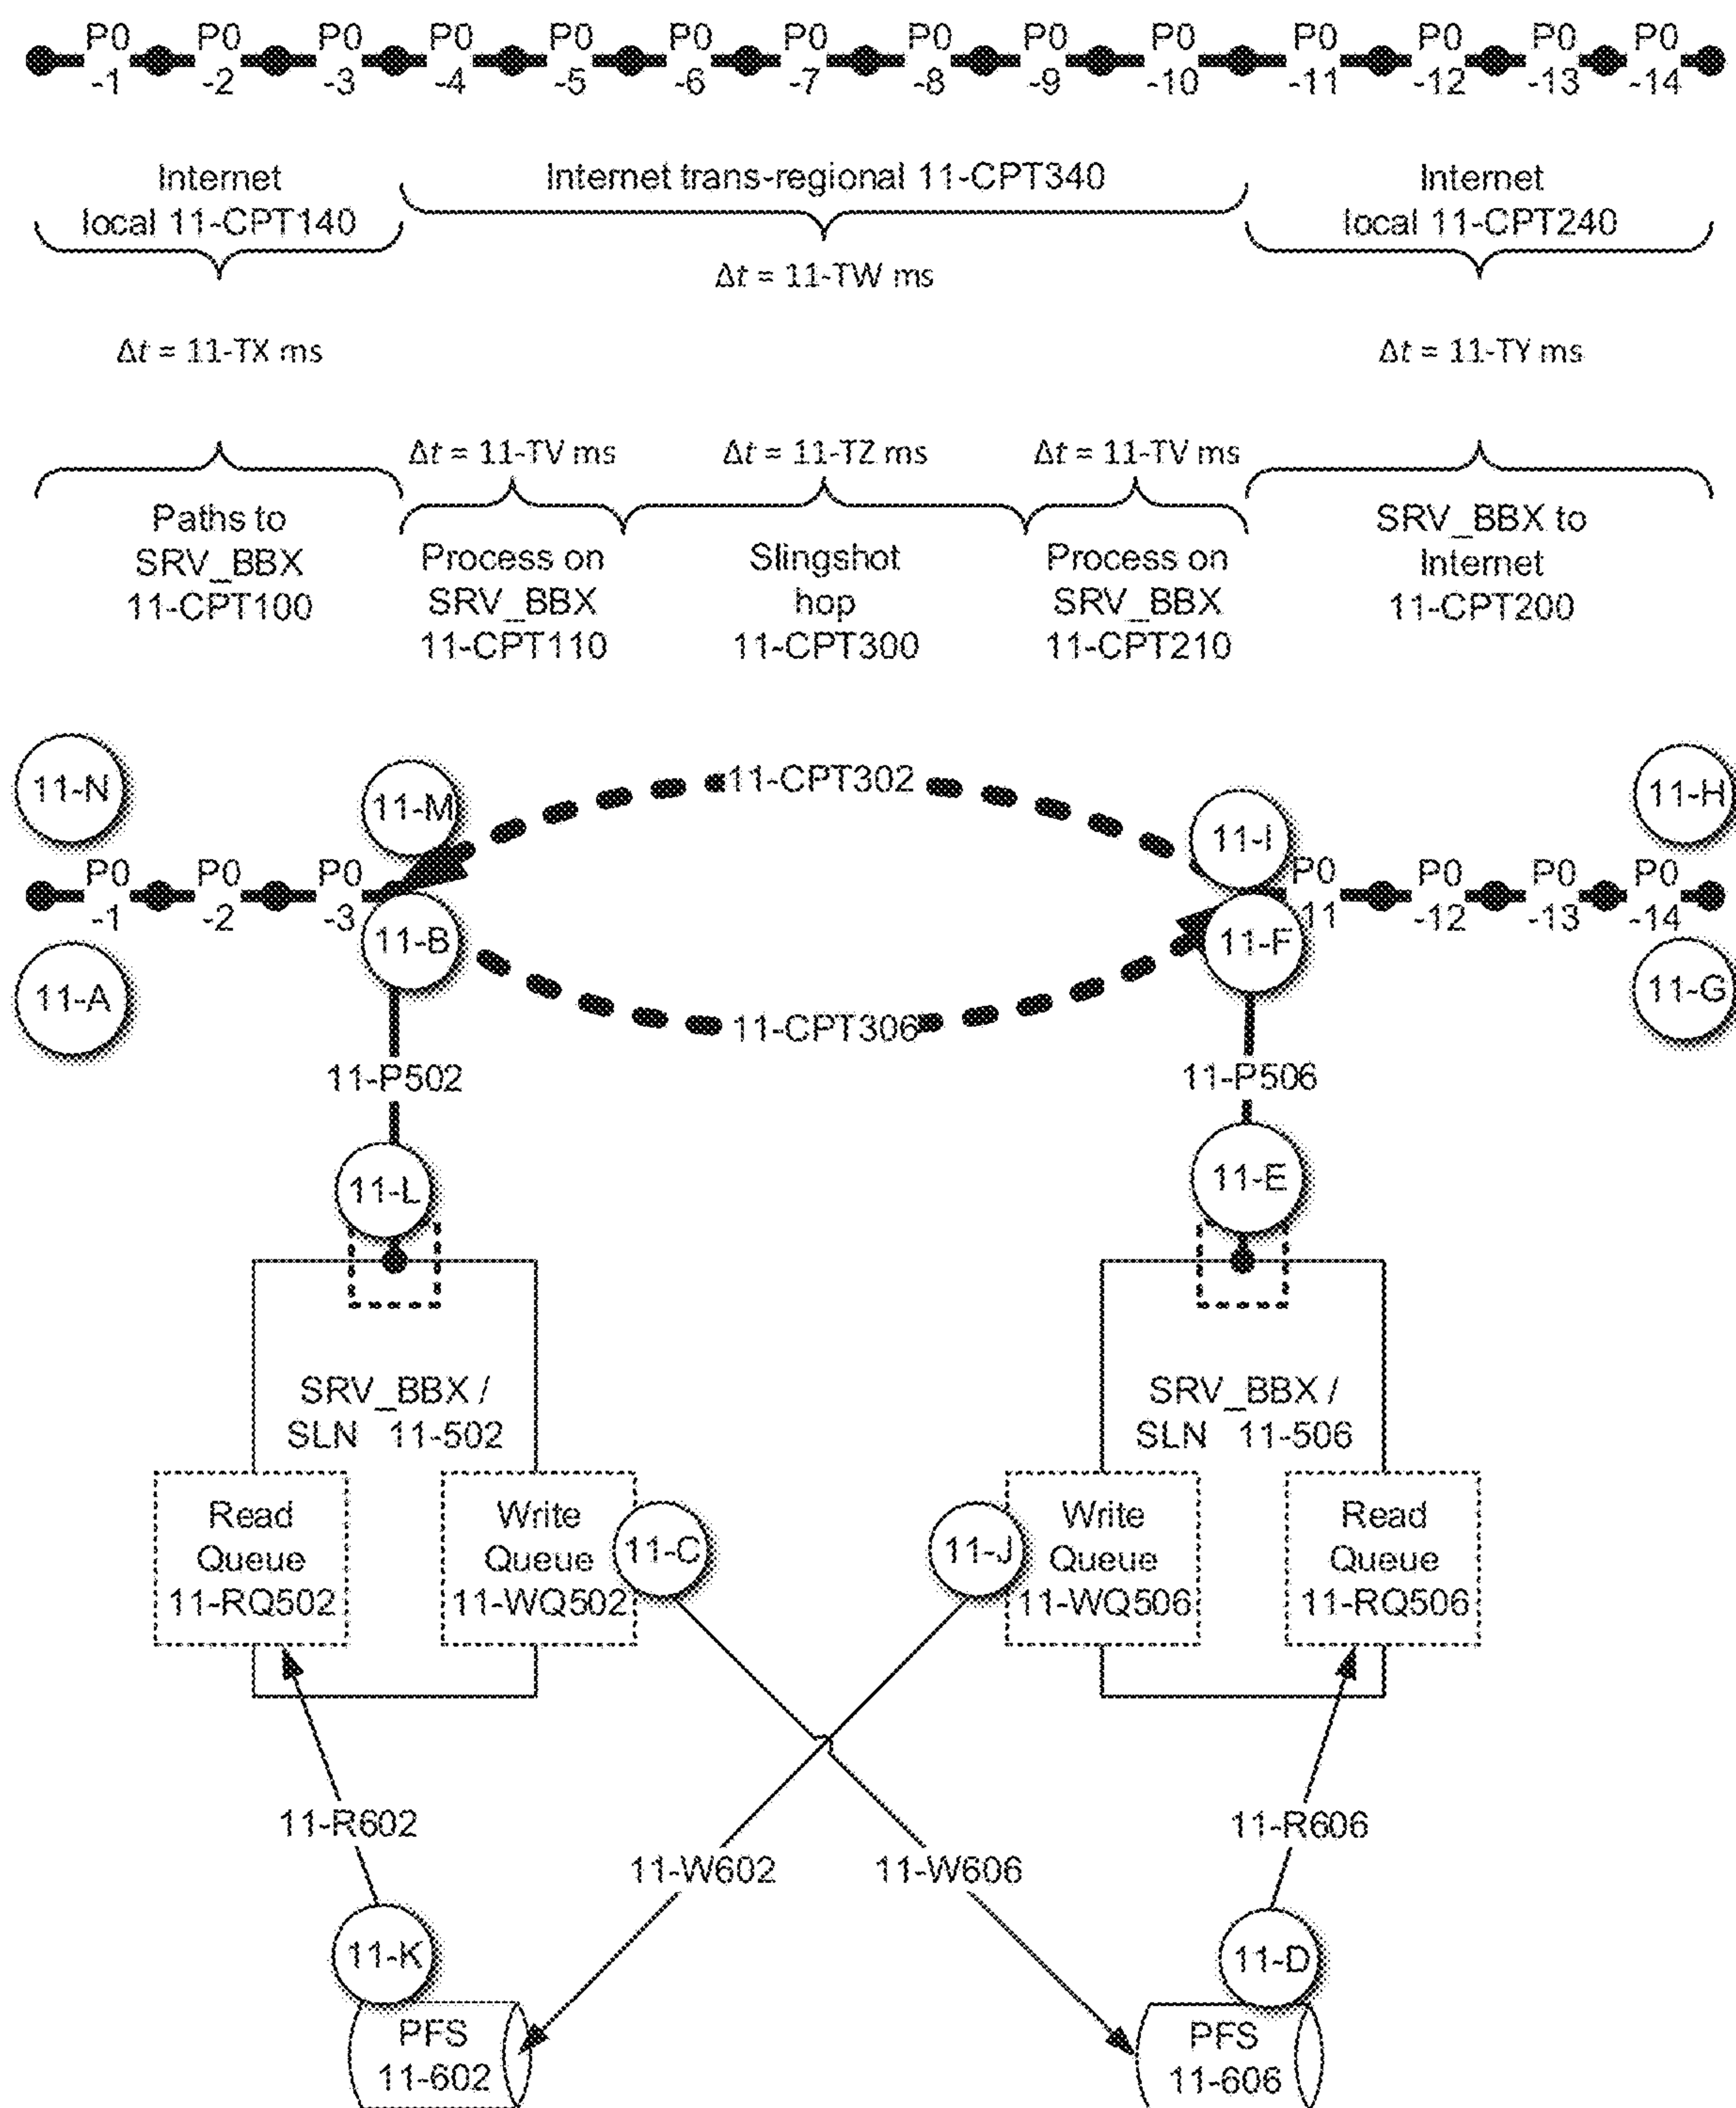 P0 P0 P0 P0 P0 P0 P0 P0 P0 P0 P0 P0 P0 P0
-1 -2 -3 -4 -5 -6 -7 -8 -9 -10 -11 -12 -13 -14
Internet
local 11-CPT140
Internet trans-regional 11-CPT340
Internet
local 11-CPT240
Δt = 11-TW ms
Δt = 11-TX ms
Δt = 11-TY ms
Δt = 11-TV ms
Δt = 11-TZ ms
Δt = 11-TV ms
Paths to
SRV_BBX
11-CPT100
Process on
SRV_BBX
11-CPT110
Slingshot
hop
11-CPT300
Process on
SRV_BBX
11-CPT210
SRV_BBX to
Internet
11-CPT200
11-N
11-M
11-CPT302
11-I
11-H
P0 P0 P0 P0 P0 P0 P0
-1 -2 -3 -11 -12 -13 -14
11-A
11-B
11-CPT306
11-F
11-G
11-P502
11-P506
11-L
11-E
SRV_BBX /
SLN 11-502
SRV_BBX /
SLN 11-506
Read
Queue
11-RQ502
Write
Queue
11-WQ502
11-C
11-J
Write
Queue
11-WQ506
Read
Queue
11-RQ506
11-R602
11-R606
11-W602
11-W606
11-K
11-D
PFS
11-602
PFS
11-606